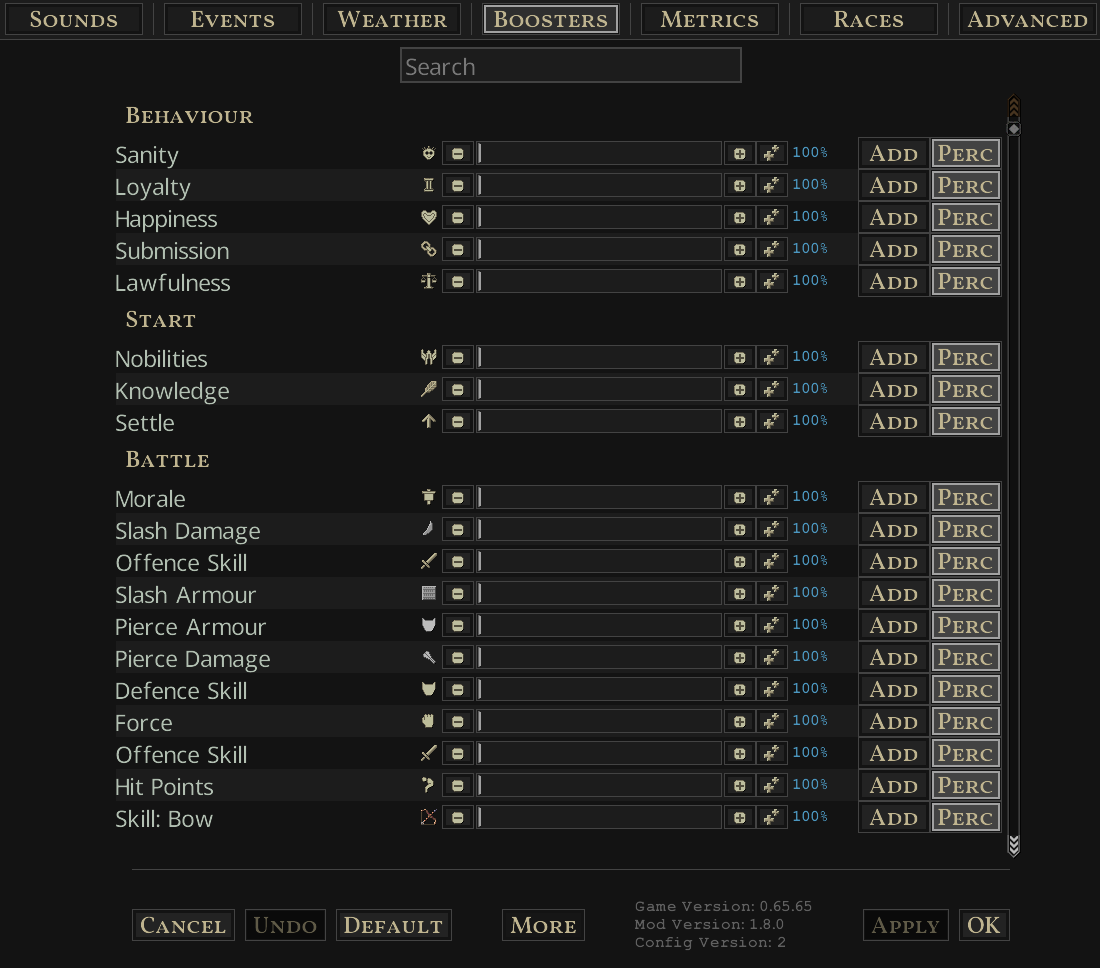 Sounds Events Weather Boosters Metrics Races Advanced
Search
Behaviour
Sanity 100% Add Perc
Loyalty 100% Add Perc
Happiness 100% Add Perc
Submission 100% Add Perc
Lawfulness 100% Add Perc
Start
Nobilities 100% Add Perc
Knowledge 100% Add Perc
Settle 100% Add Perc
Battle
Morale 100% Add Perc
Slash Damage 100% Add Perc
Offence Skill 100% Add Perc
Slash Armour 100% Add Perc
Pierce Armour 100% Add Perc
Pierce Damage 100% Add Perc
Defence Skill 100% Add Perc
Force 100% Add Perc
Offence Skill 100% Add Perc
Hit Points 100% Add Perc
Skill: Bow 100% Add Perc
Game Version: 0.65.65
Cancel Undo Default More Mod Version: 1.8.0 Apply OK
Config Version: 2